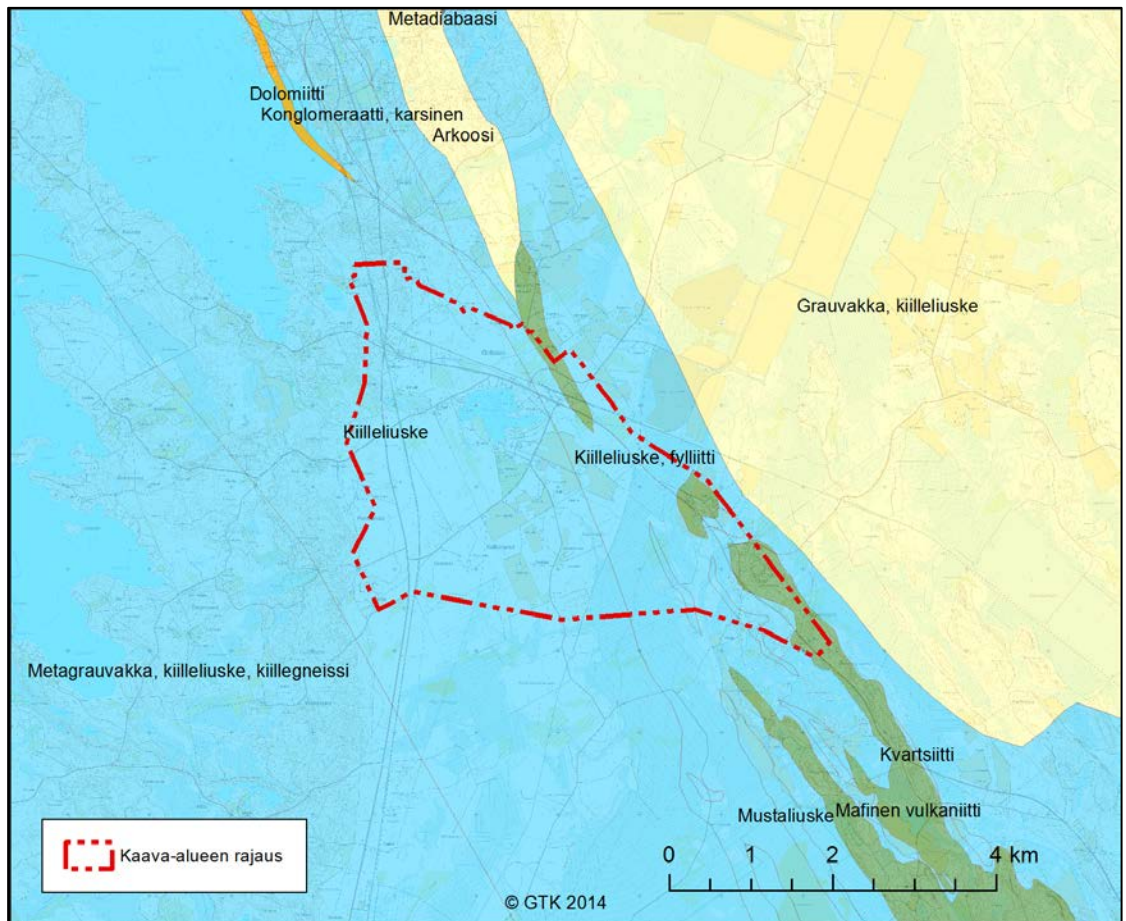 Metadiabaasi
Dolomiitti
Konglomeraatti, karsinen
Arkoosi
Grauvakka, kiilleliuske
Kiilleliuske
Kiilleliuske, fylliitti
Metagrauvakka, kiilleliuske, kiillegneissi
Kvartsiitti
Mustaliuske
Mafinen vulkaniitti
Kaava-alueen rajaus
0 2 4 km
© GTK 2014